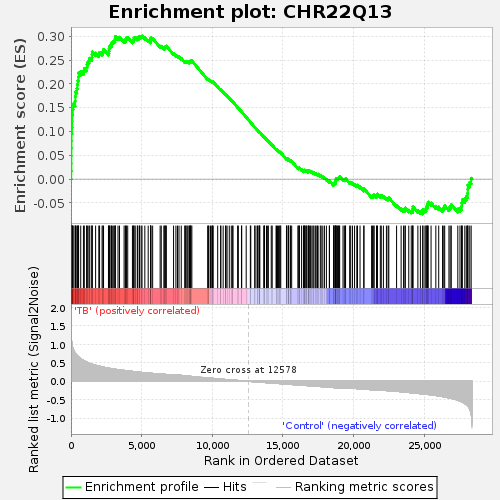 Enrichment plot: CHR22Q13
Enrichment score (ES)
0.30
0.25
0.20
0.15
0.10
0.05
0.00
-0.05
'TB' (positively correlated)
Zero cross at 12578
'Control' (negatively correlated)
Ranked list metric (Signal2Noise)
2.0
1.5
1.0
0.5
0.0
-0.5
-1.0
0
5,000
10,000
15,000
20,000
25,000
Rank in Ordered Dataset
Enrichment profile
Hits
Ranking metric scores